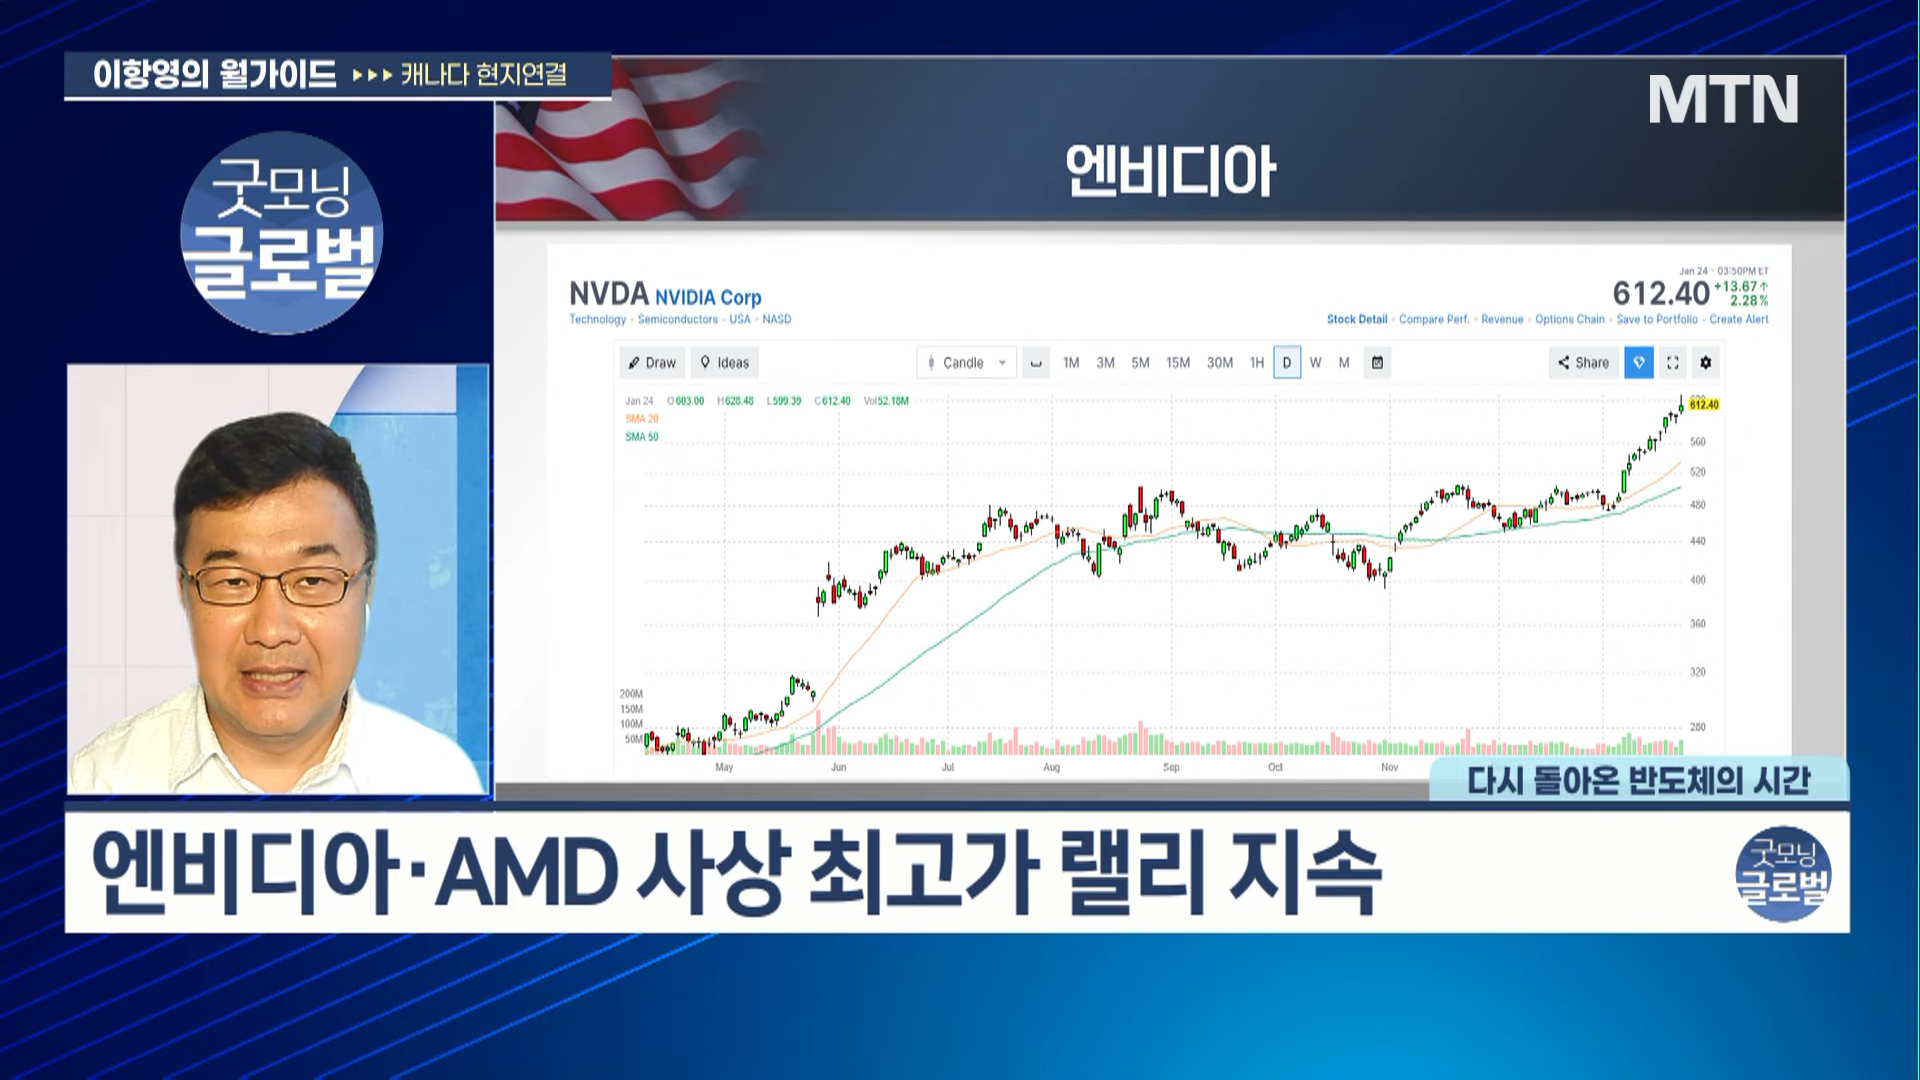 이항영의 월가이드 ▸▸▸ 캐나다 현지연결
MTN
굿모닝
글로벌
엔비디아
NVDA NVIDIA Corp
Technology • Semiconductors • USA • NASD
Jan 24 • 03:50PM ET
612.40 +13.67↑
2.28%
Stock Detail • Compare Perf. • Revenue • Options Chain • Save to Portfolio • Create Alert
Draw Ideas Candle 1M 3M 5M 15M 30M 1H D W M Share
Jan 24 O603.00 H628.48 L599.39 C612.40 Vol52.18M
SMA 20
SMA 50
612.40
560
520
480
440
400
360
320
280
200M
150M
100M
50M
May Jun Jul Aug Sep Oct Nov
다시 돌아온 반도체의 시간
엔비디아·AMD 사상 최고가 랠리 지속
굿모닝
글로벌